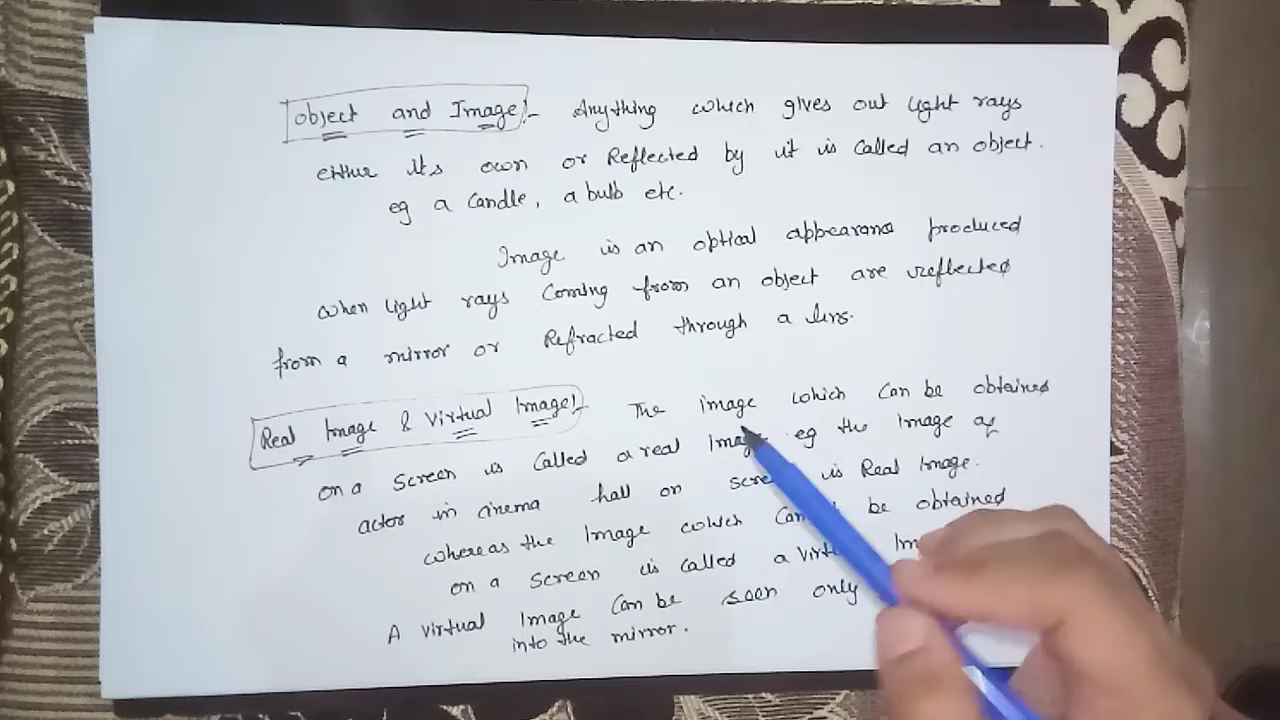 Object and Image!- Anything which gives out light rays
either its own or Reflected by it is called an object.
eg a Candle, a bulb etc.
Image is an optical appearance produced
when light rays coming from an object are reflected
from a mirror or Refracted through a lens.
Real Image & Virtual Image!- The image which can be obtained
on a screen is called a real Image eg the Image of
actor in cinema hall on is Real Image.
whereas the Image which be obtained
on a screen is called a
A virtual Image can be seen only
into the mirror.